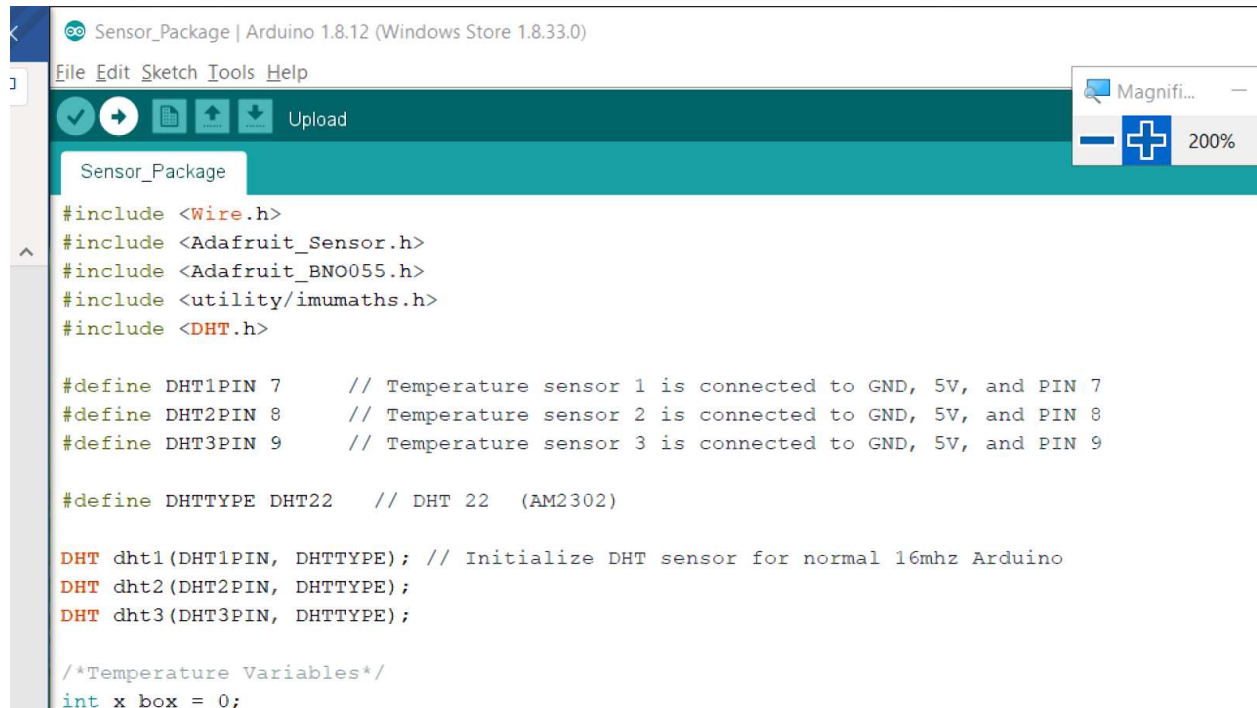 Sensor_Package | Arduino 1.8.12 (Windows Store 1.8.33.0)
File Edit Sketch Tools Help
Magnifi...
Upload
200%
Sensor_Package
#include <Wire.h>
#include <Adafruit_Sensor.h>
#include <Adafruit_BNO055.h>
#include <utility/imumaths.h>
#include <DHT.h>
#define DHT1PIN 7     // Temperature sensor 1 is connected to GND, 5V, and PIN 7
#define DHT2PIN 8     // Temperature sensor 2 is connected to GND, 5V, and PIN 8
#define DHT3PIN 9     // Temperature sensor 3 is connected to GND, 5V, and PIN 9
#define DHTTYPE DHT22   // DHT 22  (AM2302)
DHT dht1(DHT1PIN, DHTTYPE); // Initialize DHT sensor for normal 16mhz Arduino
DHT dht2(DHT2PIN, DHTTYPE);
DHT dht3(DHT3PIN, DHTTYPE);
/*Temperature Variables*/
int x box = 0;